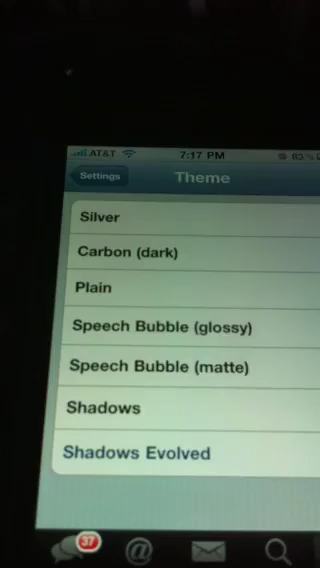 AT&T 7:17 PM 83%
Settings Theme
Silver
Carbon (dark)
Plain
Speech Bubble (glossy)
Speech Bubble (matte)
Shadows
Shadows Evolved
37 @